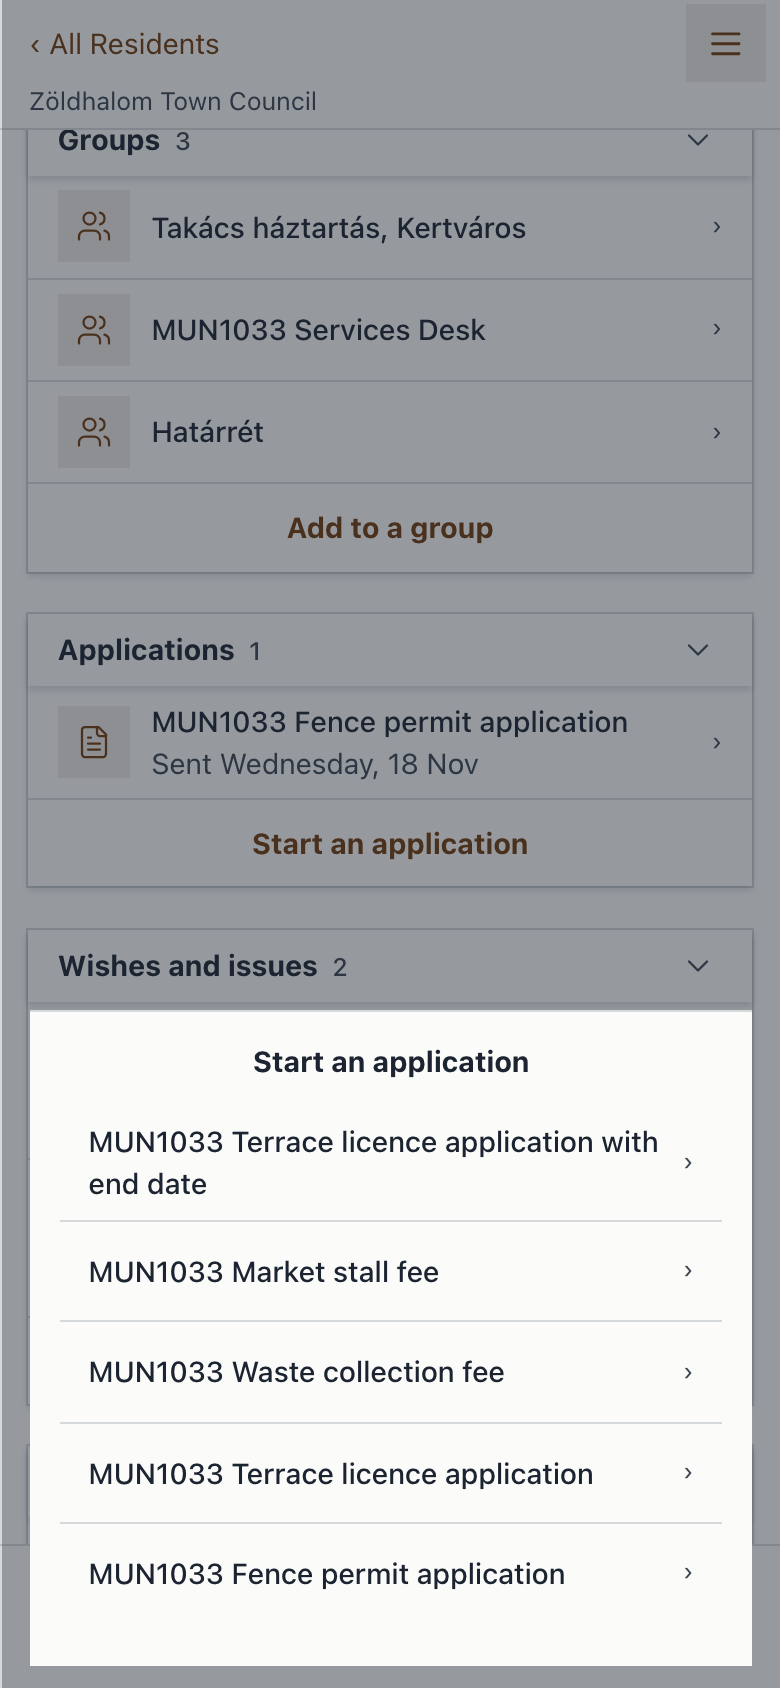 ‹ All Residents
Zöldhalom Town Council
Groups 3
Takács háztartás, Kertváros
MUN1033 Services Desk
Határrét
Add to a group
Applications 1
MUN1033 Fence permit application
Sent Wednesday, 18 Nov
Start an application
Wishes and issues 2
Start an application
MUN1033 Terrace licence application with
end date
MUN1033 Market stall fee
MUN1033 Waste collection fee
MUN1033 Terrace licence application
MUN1033 Fence permit application